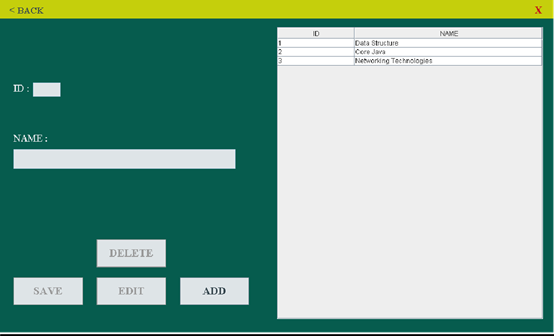 < BACK X
ID NAME
1 Data Structure
2 Core Java
3 Networking Technologies
ID :
NAME :
DELETE
SAVE EDIT ADD